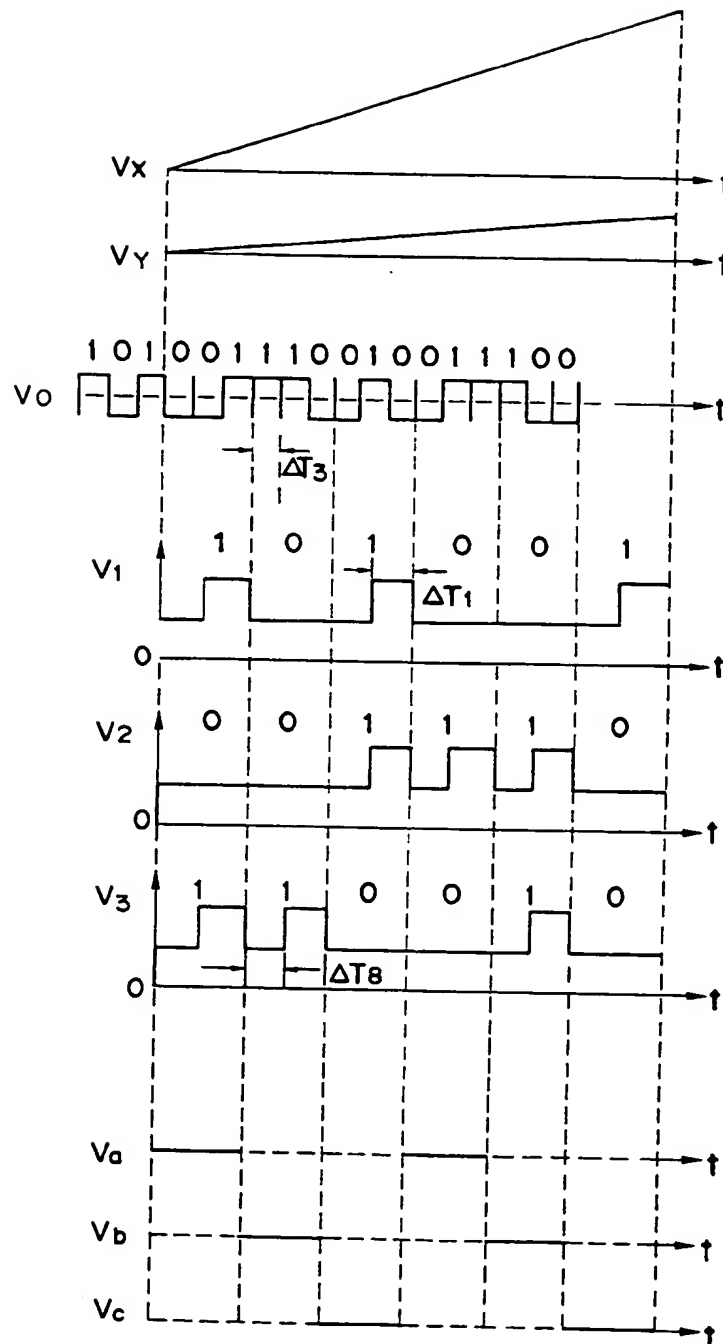 VX t
VY t
1 0 1 0 0 1 1 1 0 0 1 0 0 1 1 1 0 0
VO t
ΔT3
1 0 1 0 0 1
V1
ΔT1
0 t
0 0 1 1 1 0
V2
0 t
1 1 0 0 1 0
V3
ΔT8
0 t
Va t
Vb t
Vc t